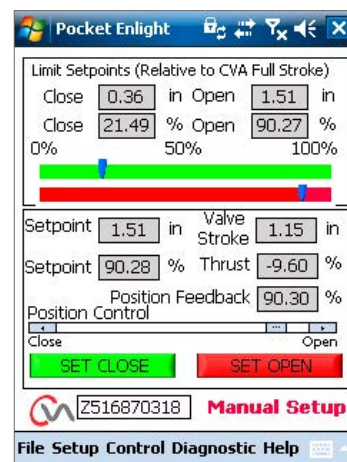 Pocket Enlight
Limit Setpoints (Relative to CVA Full Stroke)
Close 0.36 in Open 1.51 in
Close 21.49 % Open 90.27 %
0% 50% 100%
Setpoint 1.51 in Valve Stroke 1.15 in
Setpoint 90.28 % Thrust -9.60 %
Position Feedback 90.30 %
Position Control
Close Open
SET CLOSE SET OPEN
CVA Z516870318 Manual Setup
File Setup Control Diagnostic Help